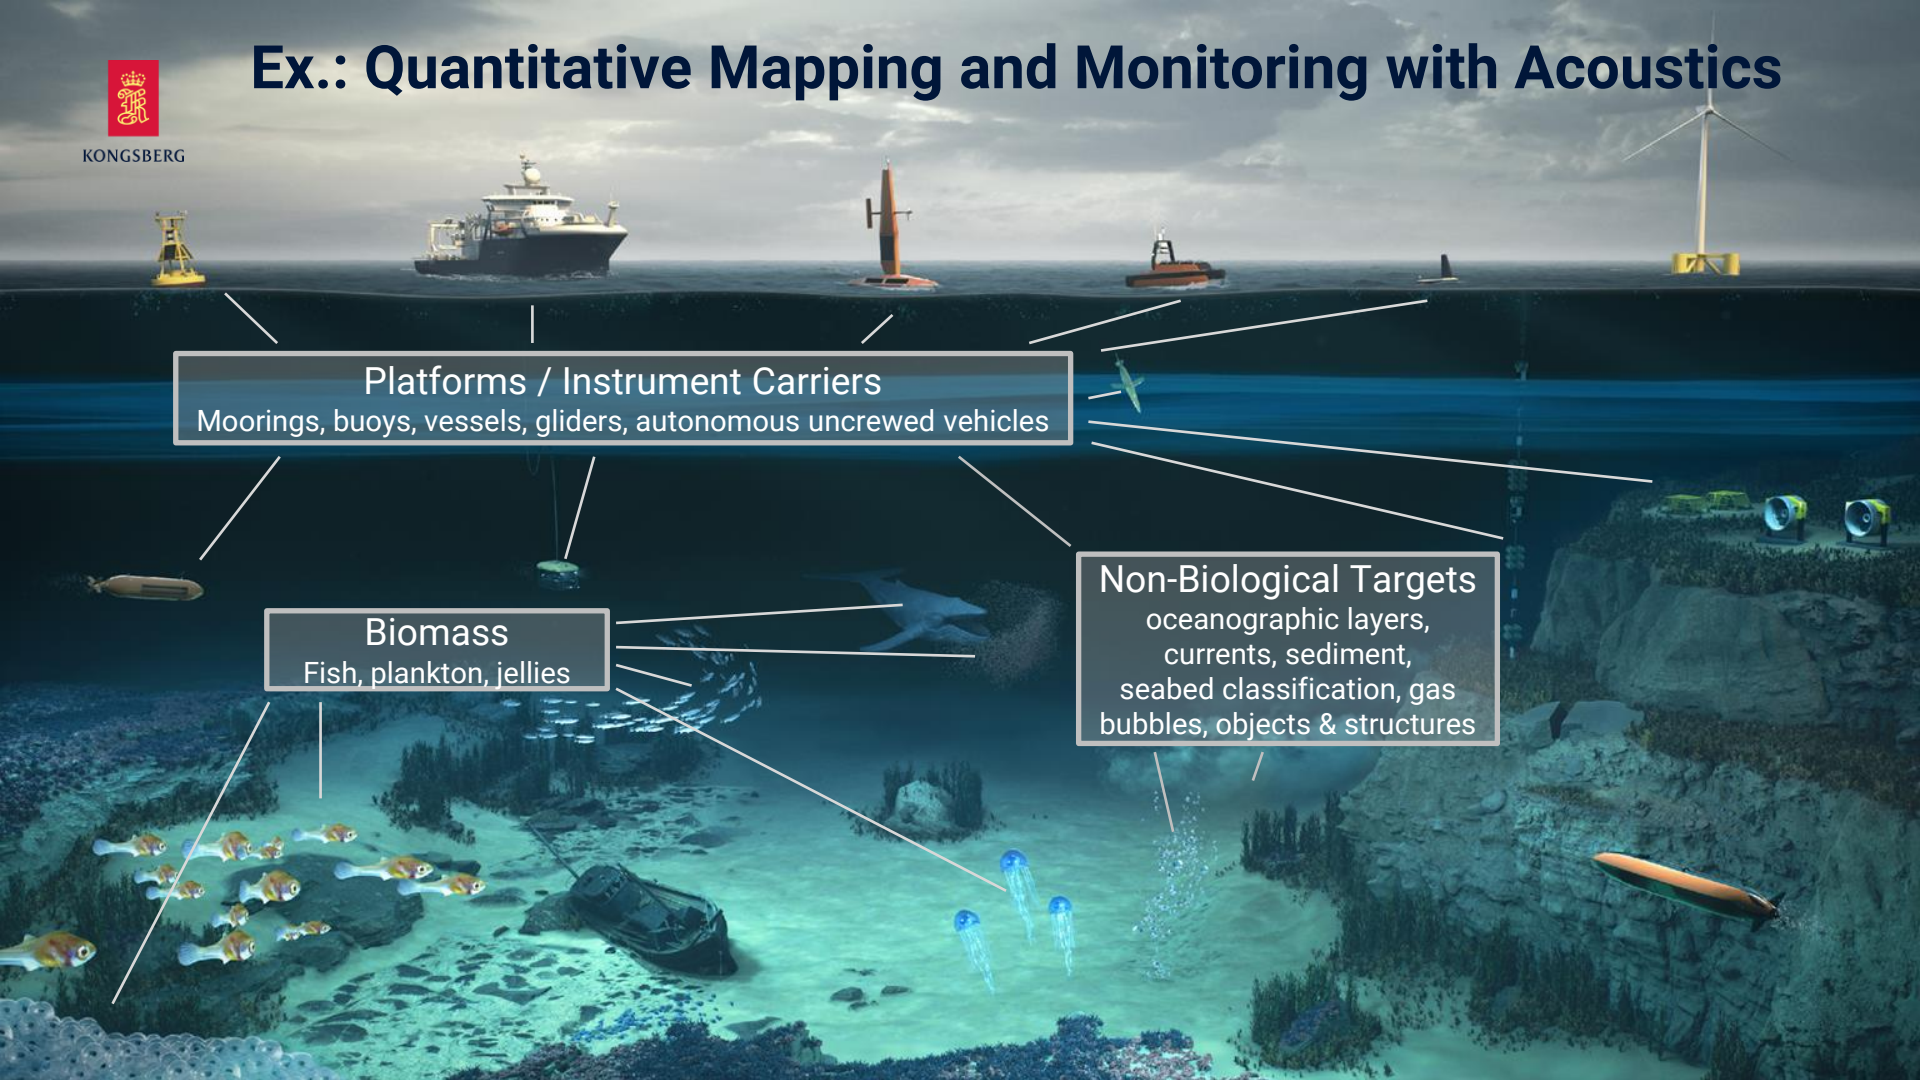 Ex.: Quantitative Mapping and Monitoring with Acoustics
KONGSBERG
Platforms / Instrument Carriers
Moorings, buoys, vessels, gliders, autonomous uncrewed vehicles
Non-Biological Targets
oceanographic layers,
currents, sediment,
seabed classification, gas
bubbles, objects & structures
Biomass
Fish, plankton, jellies